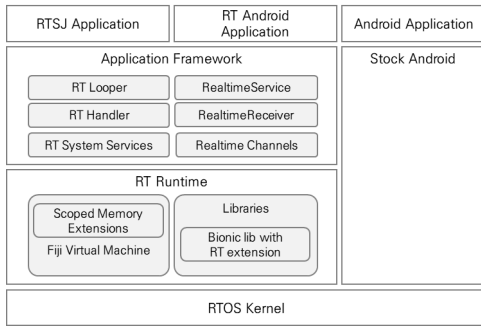 RTSJ Application
RT Android
Application
Android Application
Application Framework
RT Looper
RealtimeService
RT Handler
RealtimeReceiver
RT System Services
Realtime Channels
Stock Android
RT Runtime
Scoped Memory
Extensions
Fiji Virtual Machine
Libraries
Bionic lib with
RT extension
RTOS Kernel